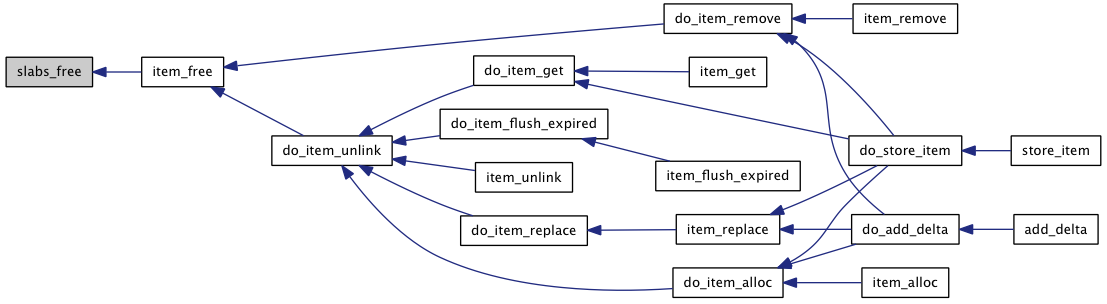 do_item_remove
item_remove
slabs_free
item_free
do_item_get
item_get
do_item_flush_expired
do_item_unlink
do_store_item
store_item
item_unlink
item_flush_expired
do_item_replace
item_replace
do_add_delta
add_delta
do_item_alloc
item_alloc